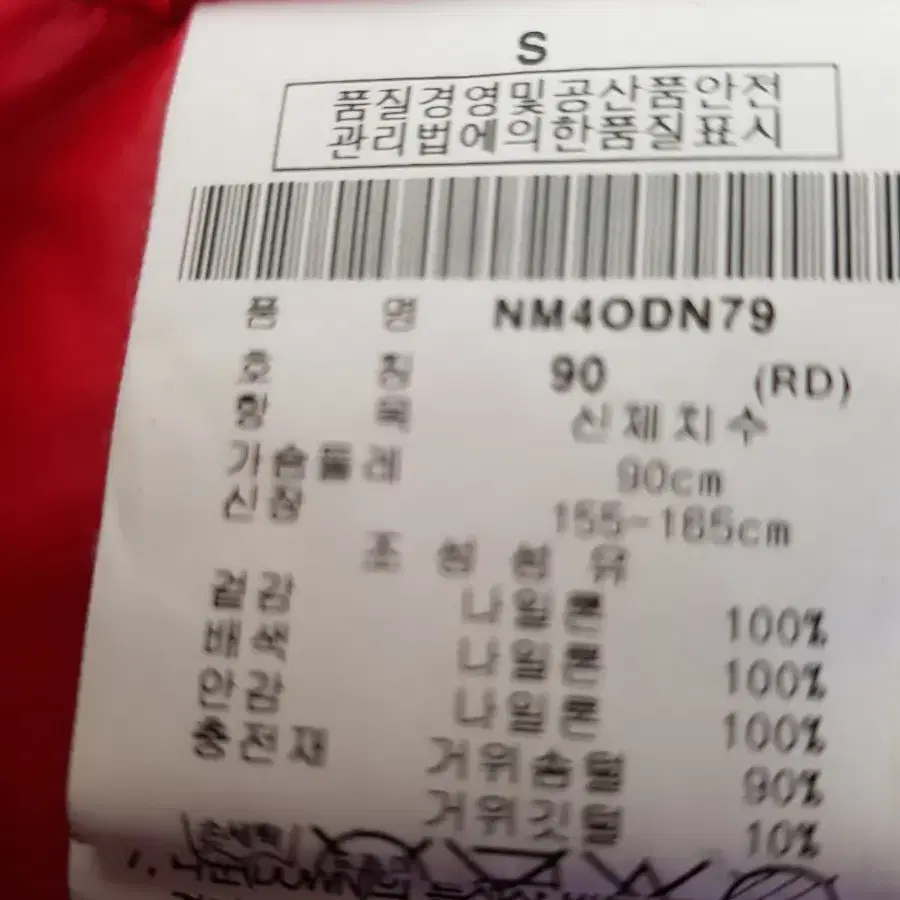 S
품질경영및공산품안전
관리법에의한품질표시
품 명 NM4ODN79
호 칭 90 (RD)
항 목 신체치수
가슴둘레 90cm
신장 155-165cm
조 성 섬 유
겉감 나일론 100%
배색 나일론 100%
안감 나일론 100%
충전재 거위솜털 90%
거위깃털 10%